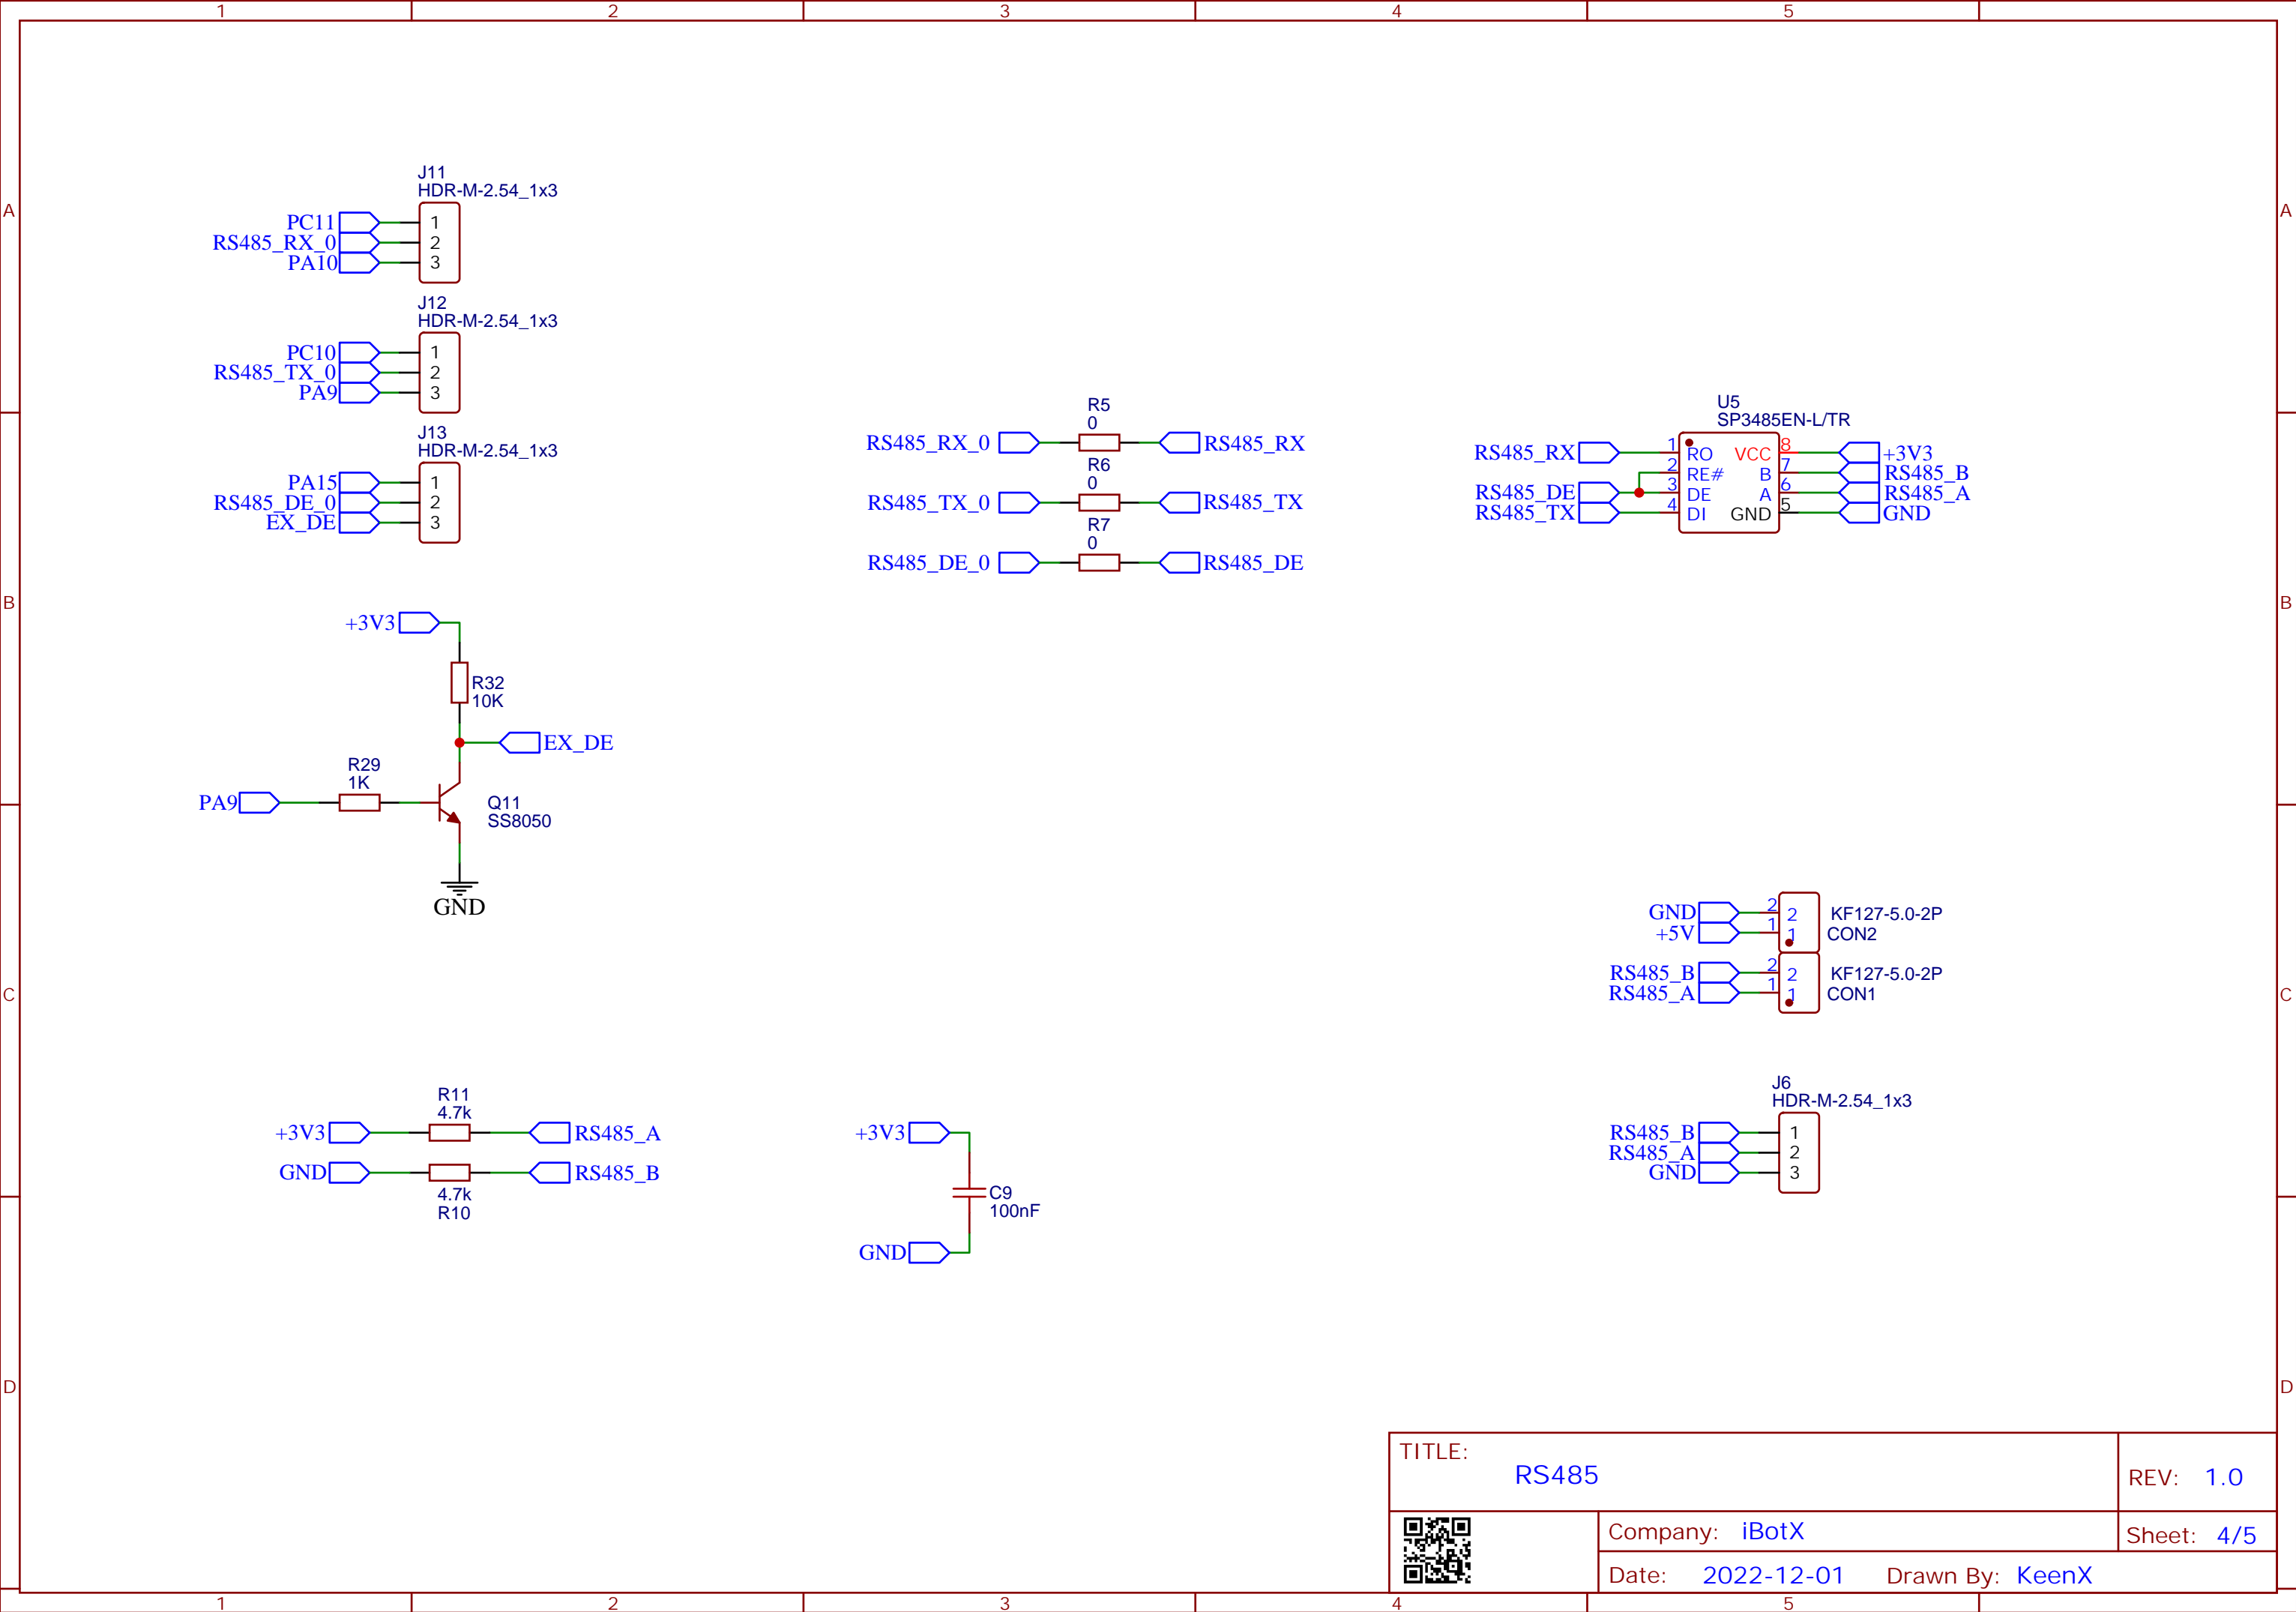 1 2 3 4 5
A A
B B
C C
D D
1 2 3 4 5
J11
HDR-M-2.54_1x3
PC11 1
RS485_RX_0 2
PA10 3
J12
HDR-M-2.54_1x3
PC10 1
RS485_TX_0 2
PA9 3
J13
HDR-M-2.54_1x3
PA15 1
RS485_DE_0 2
EX_DE 3
+3V3
R32
10K
EX_DE
R29
1K
PA9
Q11
SS8050
GND
R5
0
RS485_RX_0 RS485_RX
R6
0
RS485_TX_0 RS485_TX
R7
0
RS485_DE_0 RS485_DE
U5
SP3485EN-L/TR
RS485_RX 1 RO VCC 8 +3V3
2 RE# B 7 RS485_B
RS485_DE 3 DE A 6 RS485_A
RS485_TX 4 DI GND 5 GND
GND 2 2 KF127-5.0-2P
+5V 1 1 CON2
RS485_B 2 2 KF127-5.0-2P
RS485_A 1 1 CON1
R11
4.7k
+3V3 RS485_A
GND RS485_B
4.7k
R10
+3V3
C9
100nF
GND
J6
HDR-M-2.54_1x3
RS485_B 1
RS485_A 2
GND 3
TITLE:
RS485
REV: 1.0
Company: iBotX
Sheet: 4/5
Date: 2022-12-01 Drawn By: KeenX